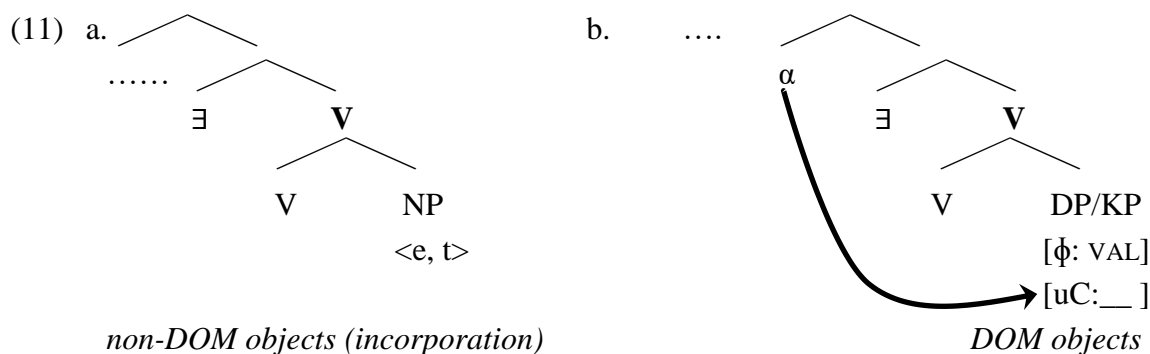 (11) a. b. ….
…… α
∃ V ∃ V
V NP V DP/KP
<e, t> [ϕ: VAL]
[uC:__ ]
non-DOM objects (incorporation) DOM objects